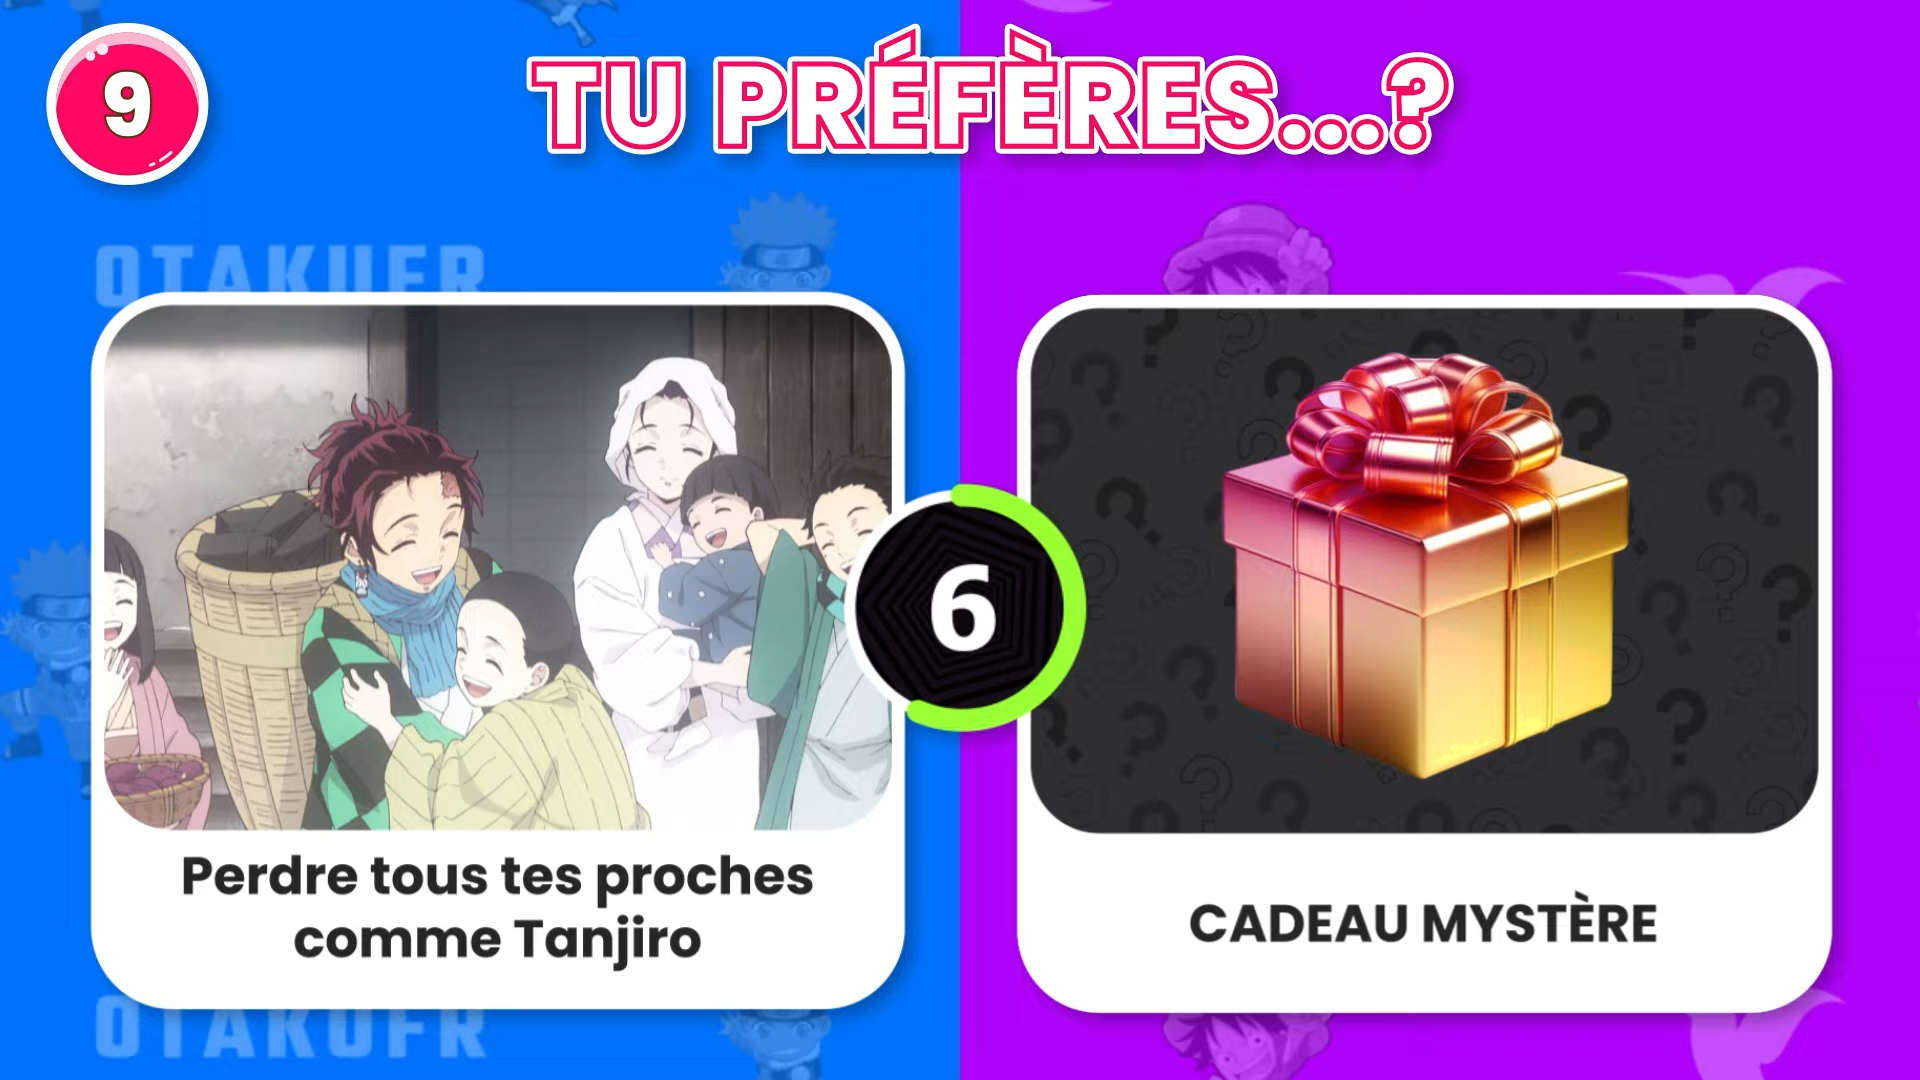 9
TU PRÉFÈRES...?
OTAKUFR
Perdre tous tes proches
comme Tanjiro
6
CADEAU MYSTÈRE
OTAKUFR